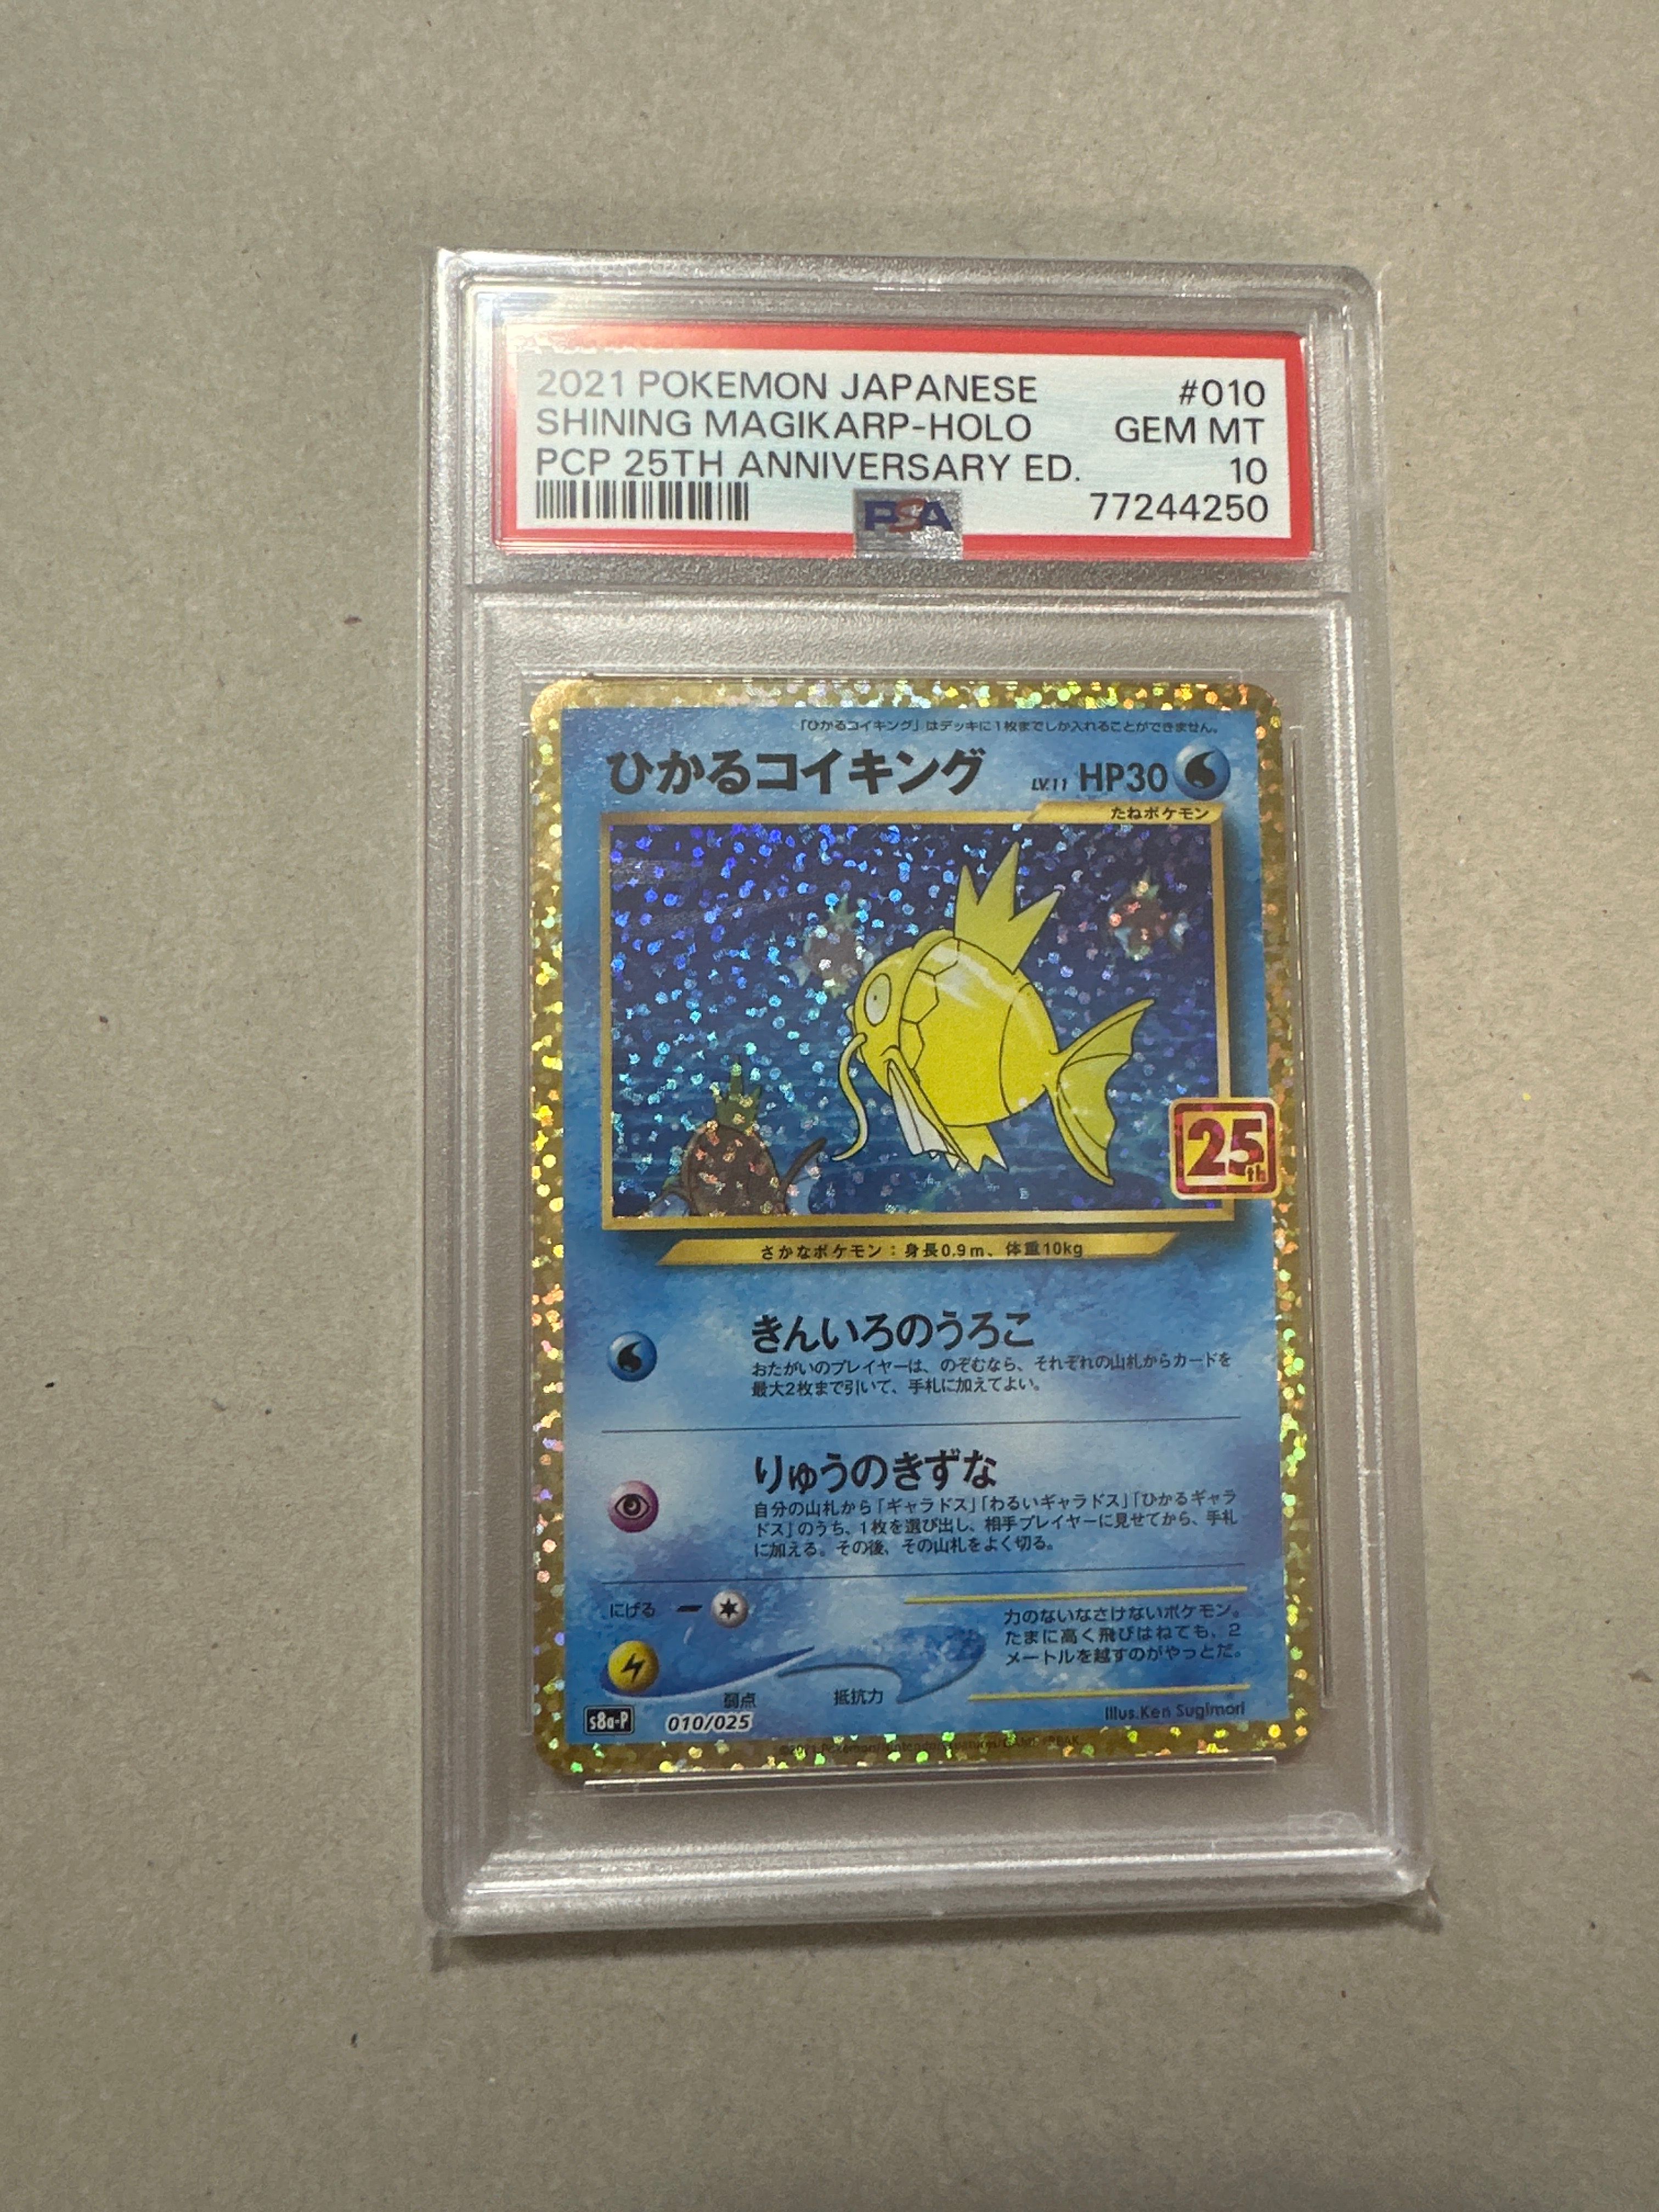 2021 POKEMON JAPANESE #010
SHINING MAGIKARP-HOLO GEM MT
PCP 25TH ANNIVERSARY ED. 10
PSA 77244250
「ひかるコイキング」はデッキに1枚までしか入れることができません。
ひかるコイキング LV.11 HP30
たねポケモン
25th
さかなポケモン：身長0.9m、体重10kg
きんいろのうろこ
おたがいのプレイヤーは、のぞむなら、それぞれの山札からカードを
最大2枚まで引いて、手札に加えてよい。
りゅうのきずな
自分の山札から「ギャラドス」「わるいギャラドス」「ひかるギャラ
ドス」のうち、1枚を選び出し、相手プレイヤーに見せてから、手札
に加える。その後、その山札をよく切る。
にげる
力のないなさけないポケモン。
たまに高く飛びはねても、2
メートルを越すのがやっとだ。
弱点 抵抗力
s8a-P 010/025 Illus.Ken Sugimori
©2021 Pokémon/Nintendo/Creatures/GAME FREAK.